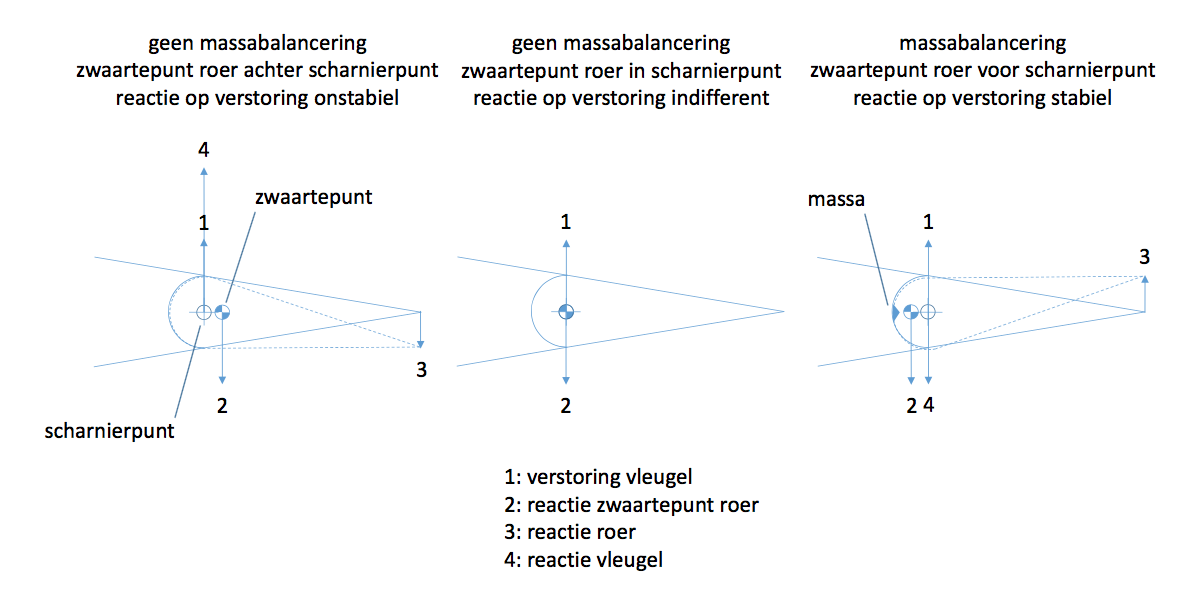 geen massabalancering
zwaartepunt roer achter scharnierpunt
reactie op verstoring onstabiel
geen massabalancering
zwaartepunt roer in scharnierpunt
reactie op verstoring indifferent
massabalancering
zwaartepunt roer voor scharnierpunt
reactie op verstoring stabiel
4
zwaartepunt
1
3
2
scharnierpunt
1
2
massa
1
3
2 4
1: verstoring vleugel
2: reactie zwaartepunt roer
3: reactie roer
4: reactie vleugel